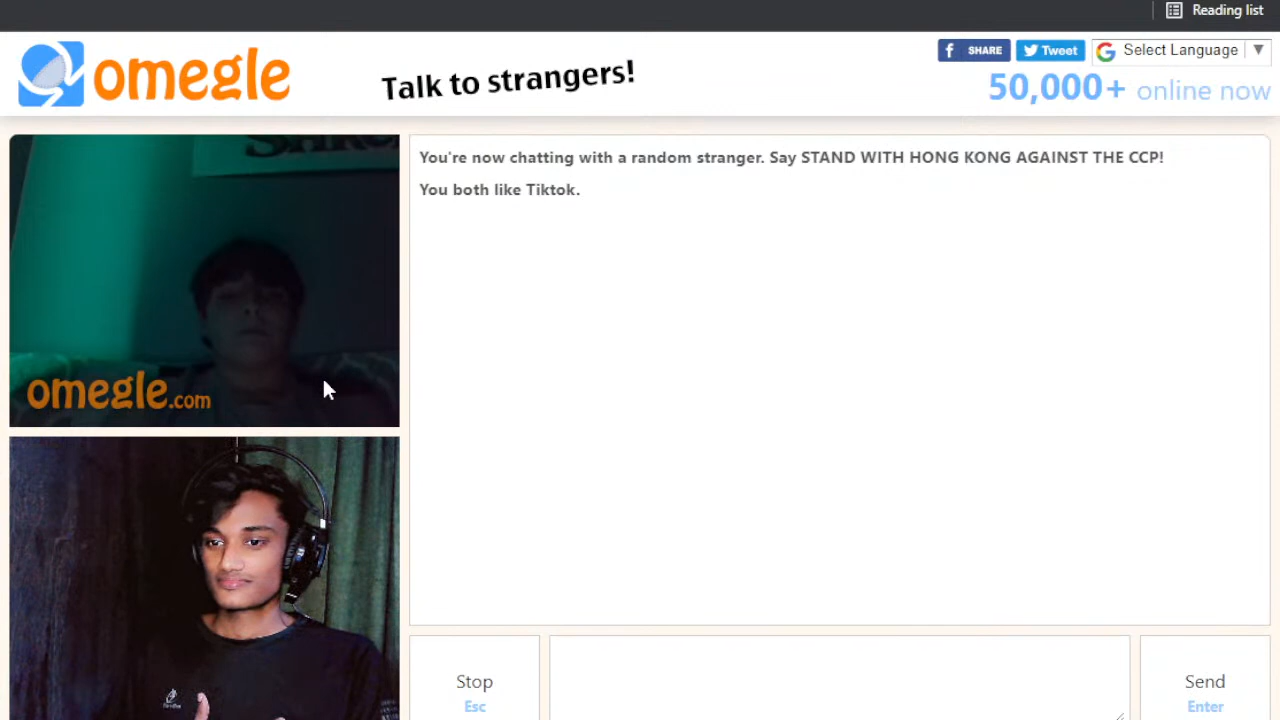 Reading list
omegle
Talk to strangers!
SHARE
Tweet
Select Language
50,000+ online now
You're now chatting with a random stranger. Say STAND WITH HONG KONG AGAINST THE CCP!
You both like Tiktok.
omegle.com
Stop
Esc
Send
Enter